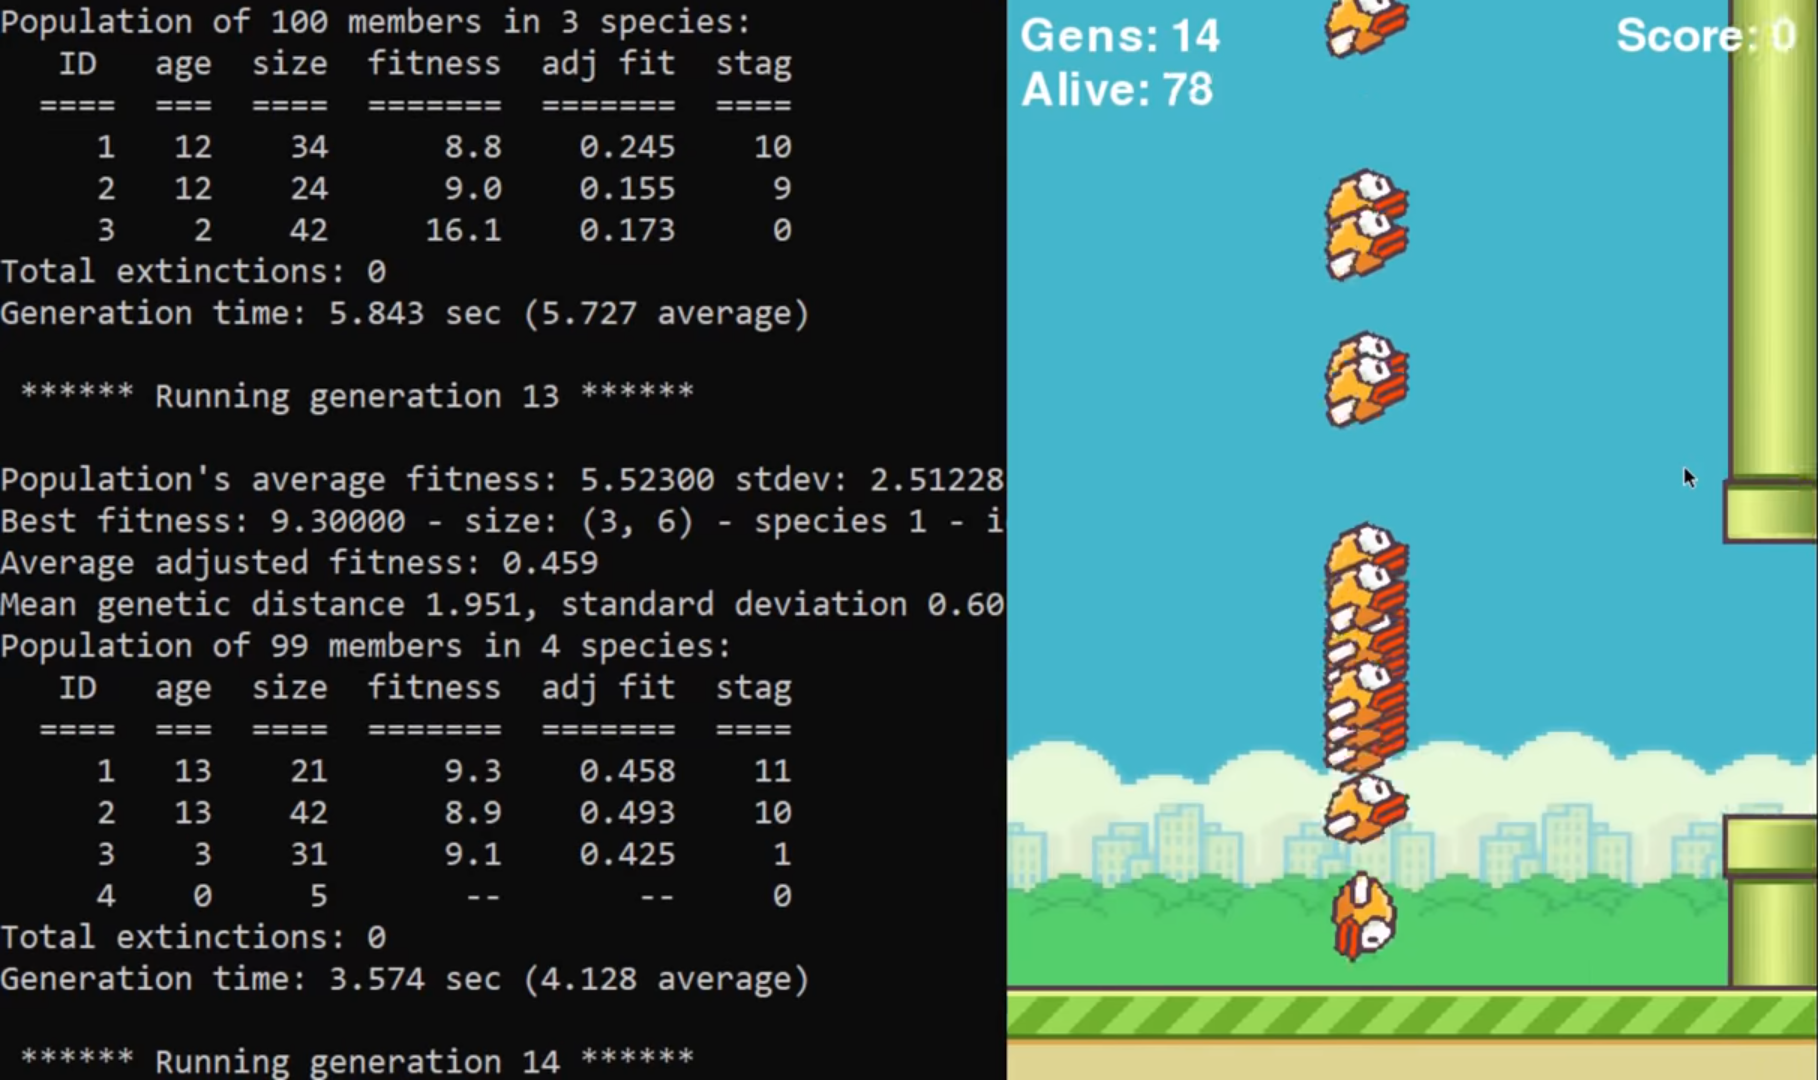 Population of 100 members in 3 species:
ID age size fitness adj fit stag
==== === ==== ======= ======= ====
1 12 34 8.8 0.245 10
2 12 24 9.0 0.155 9
3 2 42 16.1 0.173 0
Total extinctions: 0
Generation time: 5.843 sec (5.727 average)
****** Running generation 13 ******
Population's average fitness: 5.52300 stdev: 2.51228
Best fitness: 9.30000 - size: (3, 6) - species 1 - i
Average adjusted fitness: 0.459
Mean genetic distance 1.951, standard deviation 0.60
Population of 99 members in 4 species:
ID age size fitness adj fit stag
==== === ==== ======= ======= ====
1 13 21 9.3 0.458 11
2 13 42 8.9 0.493 10
3 3 31 9.1 0.425 1
4 0 5 -- -- 0
Total extinctions: 0
Generation time: 3.574 sec (4.128 average)
****** Running generation 14 ******
Gens: 14
Score: 0
Alive: 78